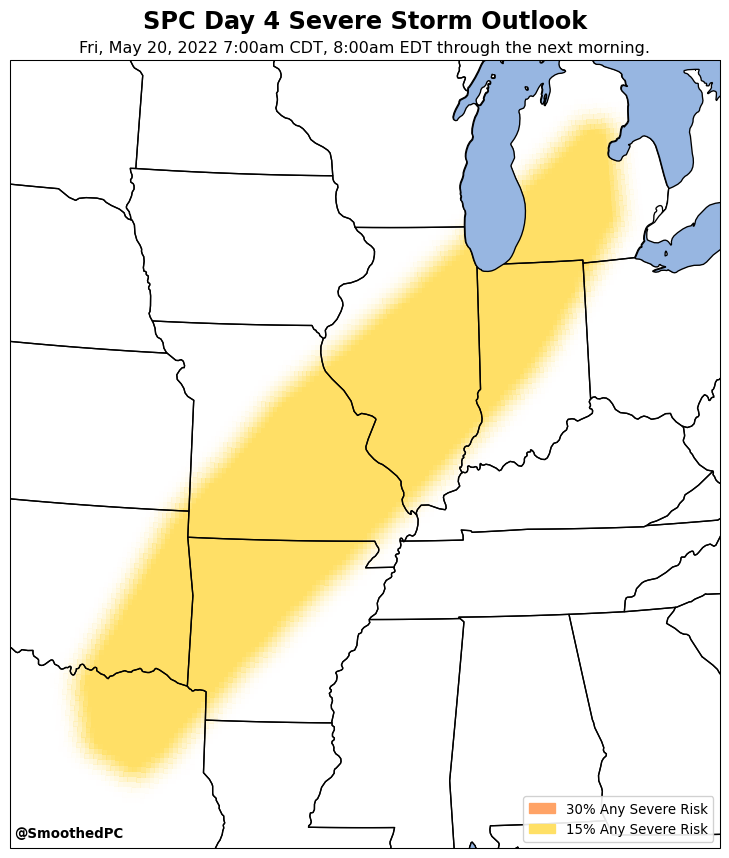 SPC Day 4 Severe Storm Outlook
Fri, May 20, 2022 7:00am CDT, 8:00am EDT through the next morning.
30% Any Severe Risk
15% Any Severe Risk
@SmoothedPC